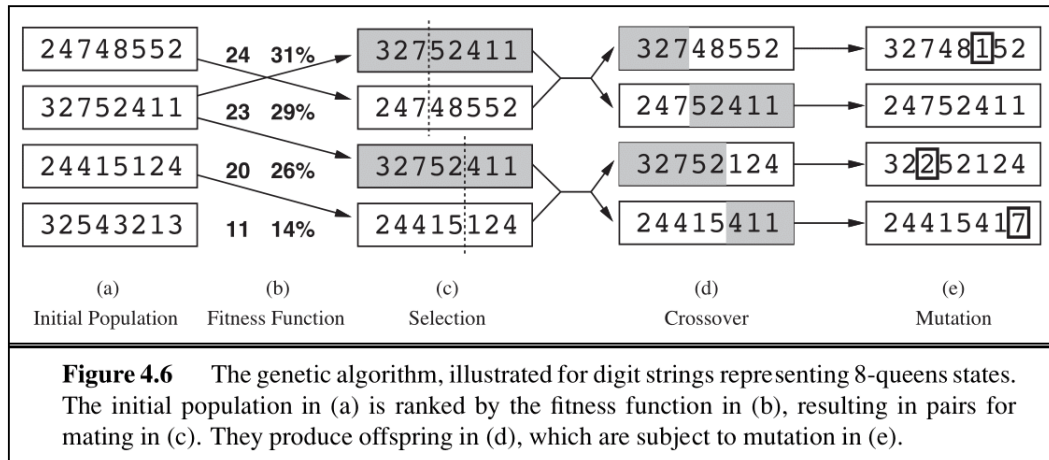 24748552 24 31% 32752411 32748552 32748152
32752411 23 29% 24748552 24752411 24752411
24415124 20 26% 32752411 32752124 32252124
32543213 11 14% 24415124 24415411 24415417
(a) (b) (c) (d) (e)
Initial Population Fitness Function Selection Crossover Mutation
Figure 4.6 The genetic algorithm, illustrated for digit strings representing 8-queens states.
The initial population in (a) is ranked by the fitness function in (b), resulting in pairs for
mating in (c). They produce offspring in (d), which are subject to mutation in (e).